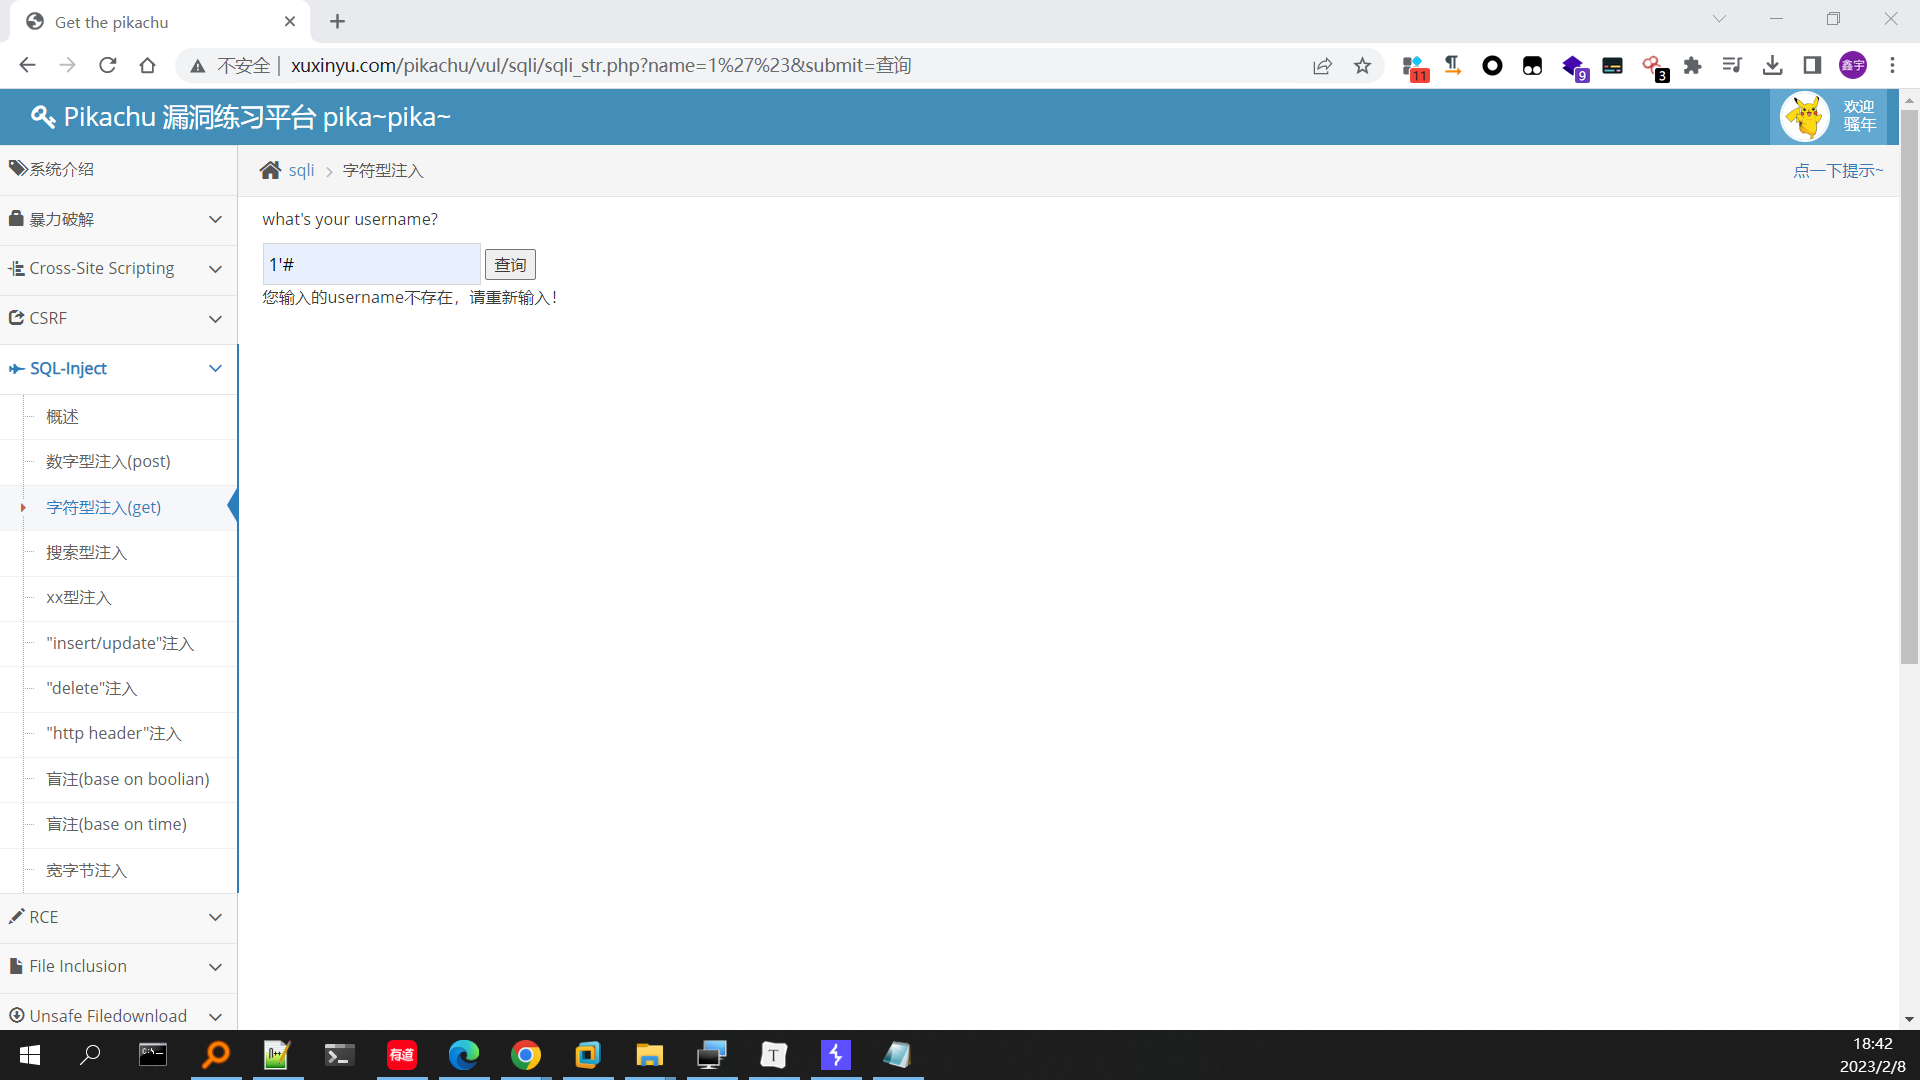 Get the pikachu
不安全 | xuxinyu.com/pikachu/vul/sqli/sqli_str.php?name=1%27%23&submit=查询
11
9
3
鑫宇
Pikachu 漏洞练习平台 pika~pika~
欢迎
骚年
系统介绍
暴力破解
Cross-Site Scripting
CSRF
SQL-Inject
概述
数字型注入(post)
字符型注入(get)
搜索型注入
xx型注入
"insert/update"注入
"delete"注入
"http header"注入
盲注(base on boolian)
盲注(base on time)
宽字节注入
RCE
File Inclusion
Unsafe Filedownload
sqli
字符型注入
点一下提示~
what's your username?
1'#
查询
您输入的username不存在，请重新输入！
有道
T
18:42
2023/2/8